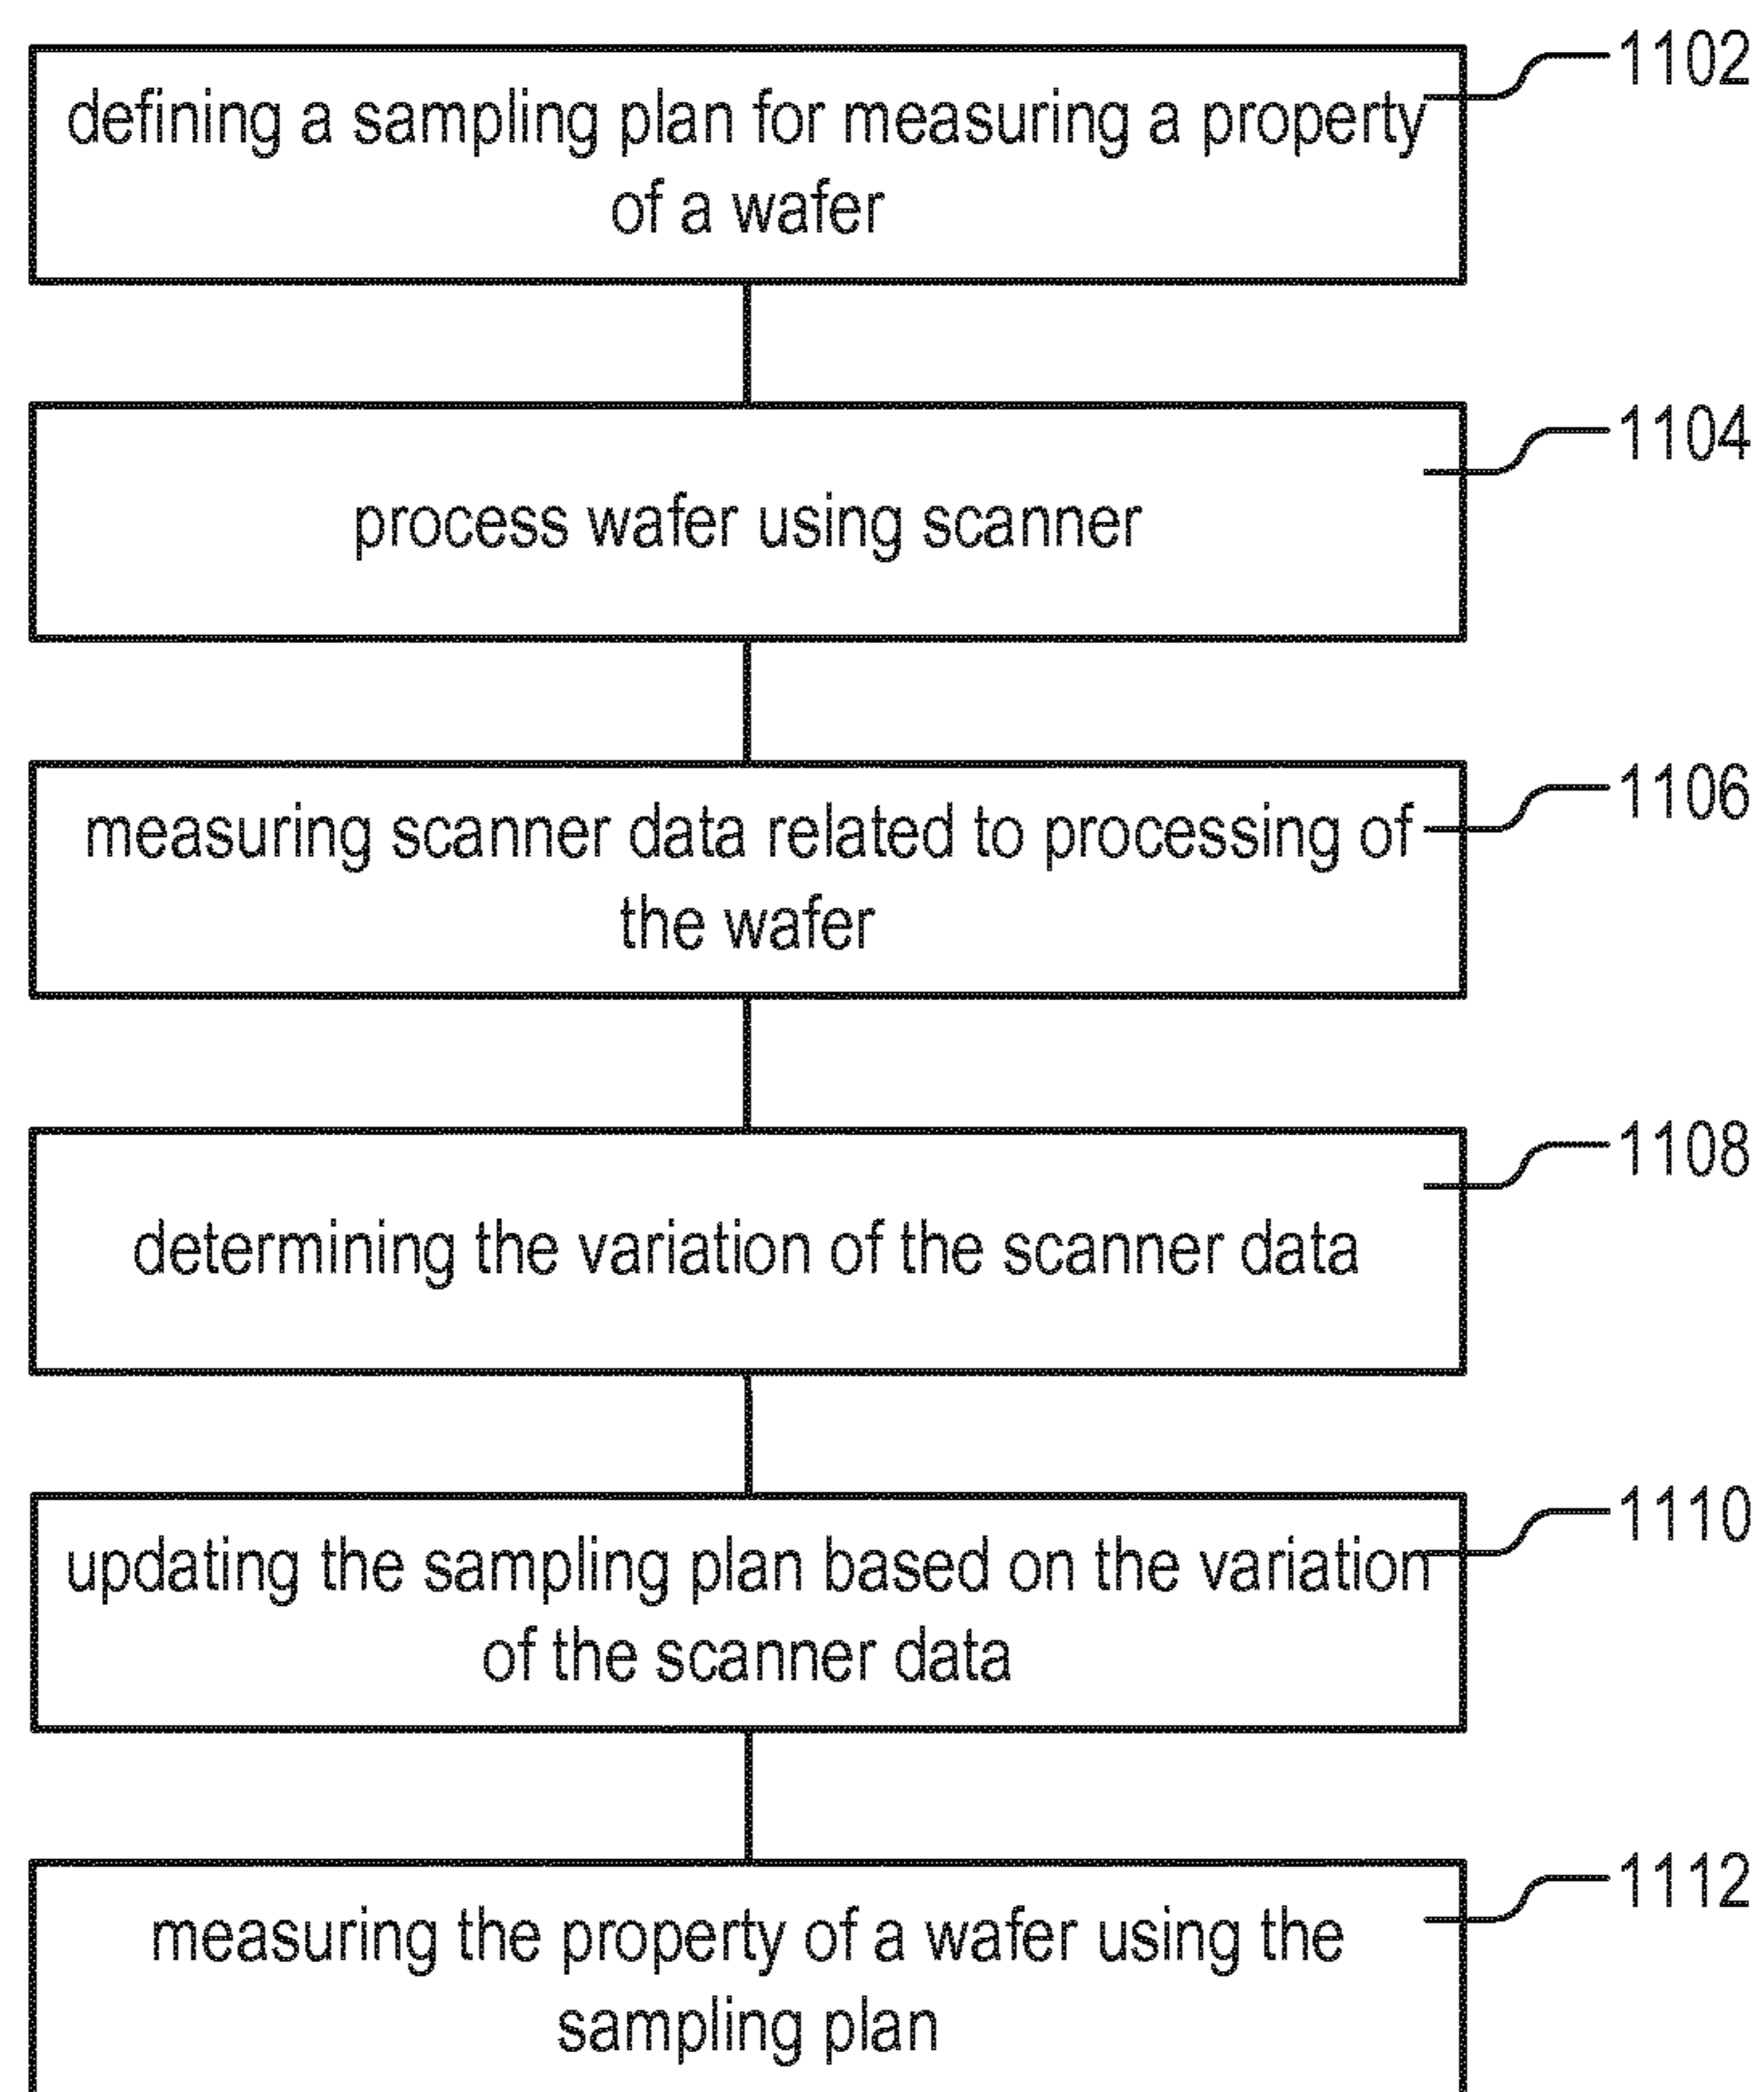 1102
defining a sampling plan for measuring a property
of a wafer
1104
process wafer using scanner
1106
measuring scanner data related to processing of
the wafer
1108
determining the variation of the scanner data
1110
updating the sampling plan based on the variation
of the scanner data
1112
measuring the property of a wafer using the
sampling plan